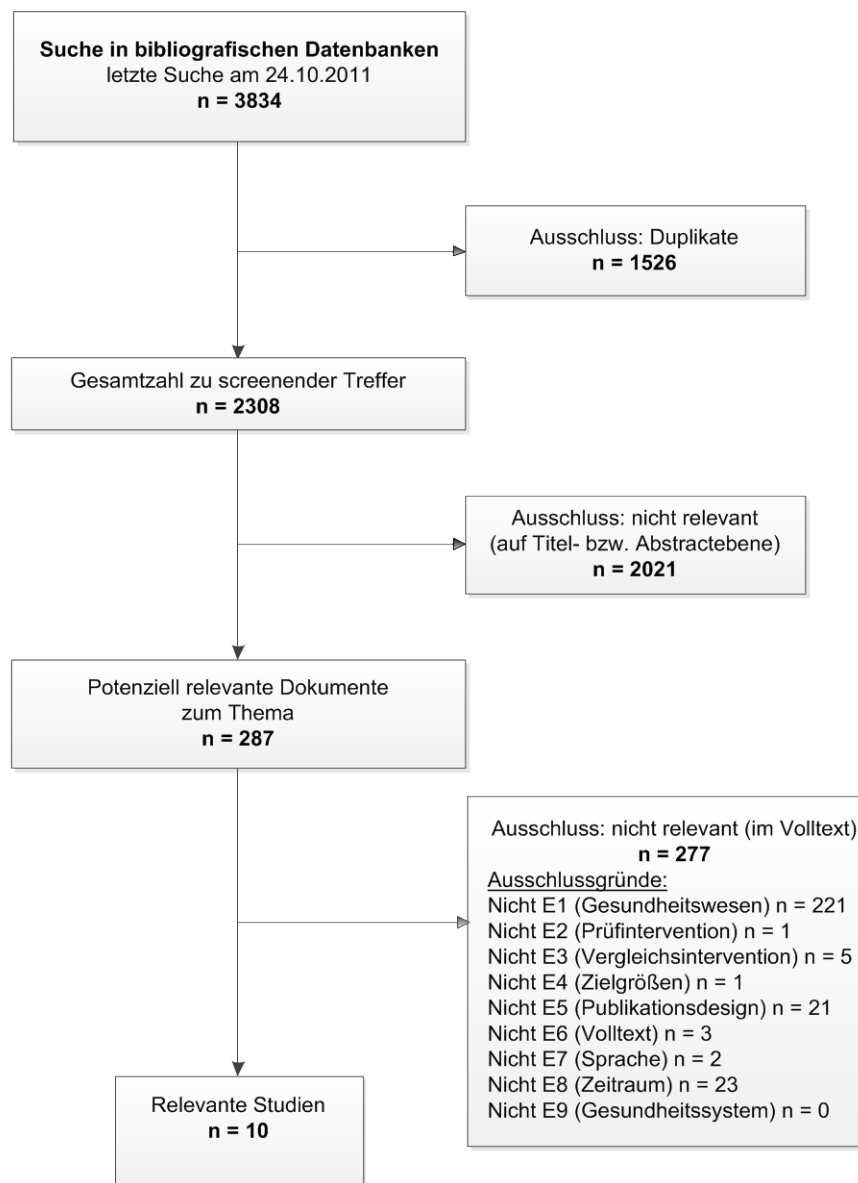 Suche in bibliografischen Datenbanken
letzte Suche am 24.10.2011
n = 3834
Ausschluss: Duplikate
n = 1526
Gesamtzahl zu screenender Treffer
n = 2308
Ausschluss: nicht relevant
(auf Titel- bzw. Abstractebene)
n = 2021
Potenziell relevante Dokumente
zum Thema
n = 287
Ausschluss: nicht relevant (im Volltext)
n = 277
Ausschlussgründe:
Nicht E1 (Gesundheitswesen) n = 221
Nicht E2 (Prüfintervention) n = 1
Nicht E3 (Vergleichsintervention) n = 5
Nicht E4 (Zielgrößen) n = 1
Nicht E5 (Publikationsdesign) n = 21
Nicht E6 (Volltext) n = 3
Nicht E7 (Sprache) n = 2
Nicht E8 (Zeitraum) n = 23
Nicht E9 (Gesundheitssystem) n = 0
Relevante Studien
n = 10